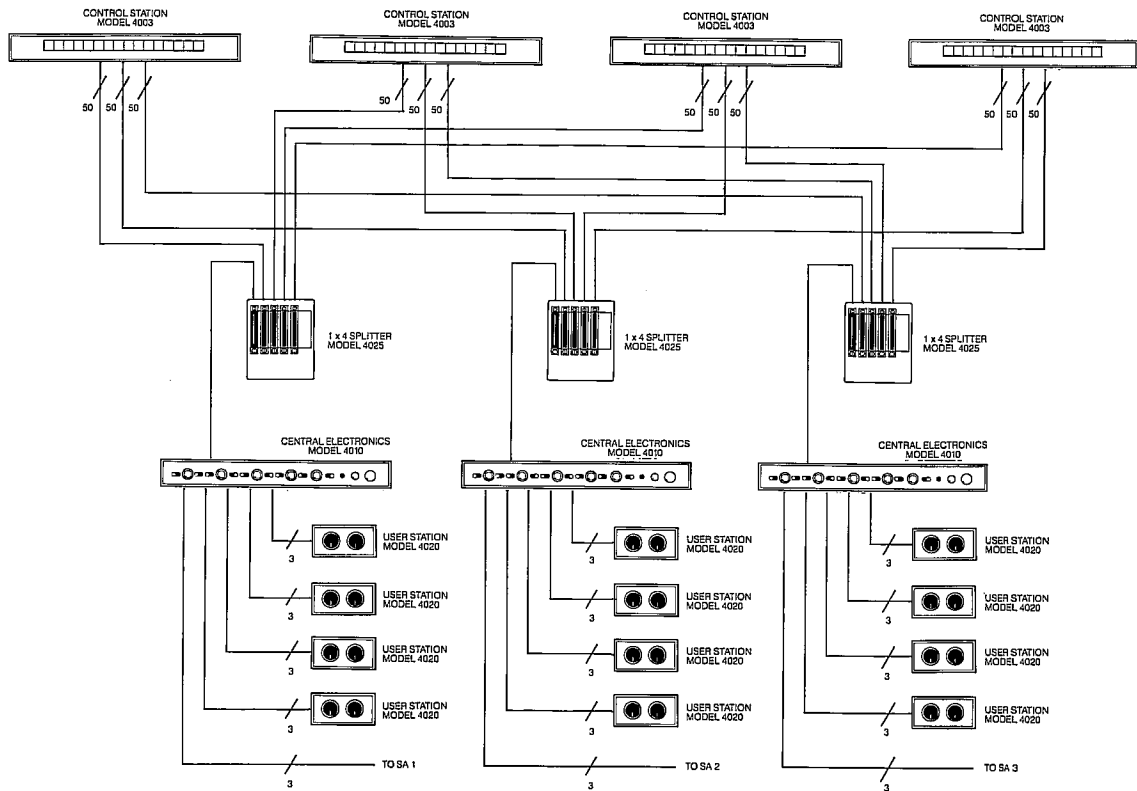 CONTROL STATION
MODEL 4003
CONTROL STATION
MODEL 4003
CONTROL STATION
MODEL 4003
CONTROL STATION
MODEL 4003
50
50
50
50
50
50
50
50
50
50
50
50
1 x 4 SPLITTER
MODEL 4025
1 x 4 SPLITTER
MODEL 4025
1 x 4 SPLITTER
MODEL 4025
CENTRAL ELECTRONICS
MODEL 4010
CENTRAL ELECTRONICS
MODEL 4010
CENTRAL ELECTRONICS
MODEL 4010
3
USER STATION
MODEL 4020
3
USER STATION
MODEL 4020
3
USER STATION
MODEL 4020
3
USER STATION
MODEL 4020
3
USER STATION
MODEL 4020
3
USER STATION
MODEL 4020
3
USER STATION
MODEL 4020
3
USER STATION
MODEL 4020
3
USER STATION
MODEL 4020
3
USER STATION
MODEL 4020
3
USER STATION
MODEL 4020
3
USER STATION
MODEL 4020
3
TO SA 1
3
TO SA 2
3
TO SA 3